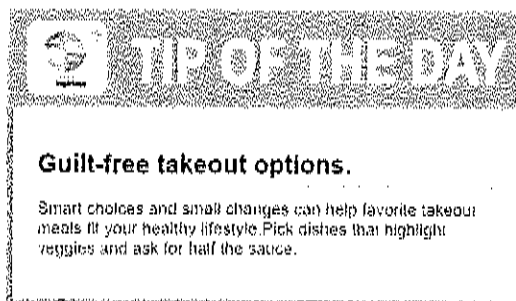 TIP OF THE DAY
Guilt-free takeout options.
Smart choices and small changes can help favorite takeout
meals fit your healthy lifestyle.Pick dishes that highlight
veggies and ask for half the sauce.